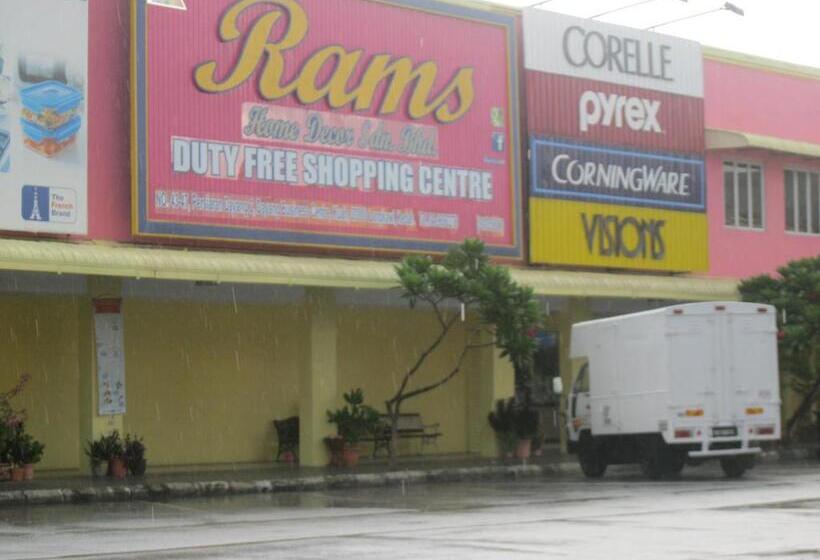 Rams
Home Decor Sdn. Bhd.
DUTY FREE SHOPPING CENTRE
CORELLE
pyrex
CORNINGWARE
VISIONS
The
French
Brand